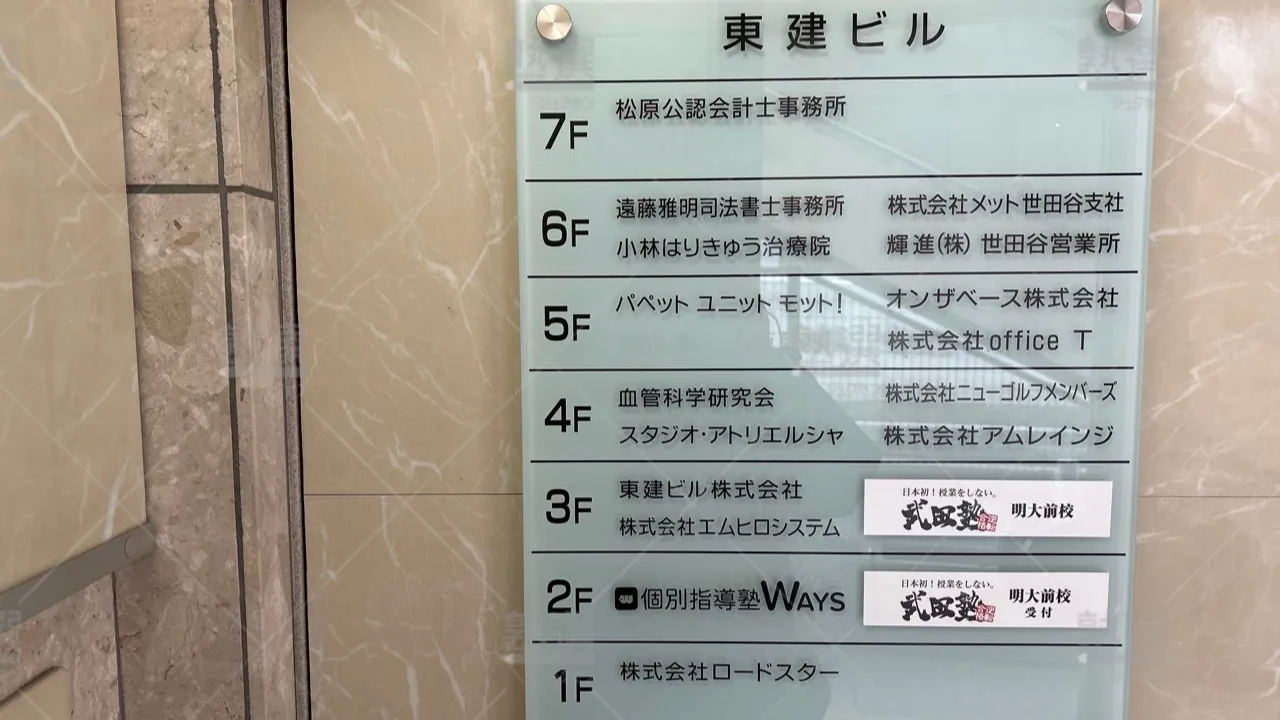 東建ビル
7F
松原公認会計士事務所
6F
遠藤雅明司法書士事務所 株式会社メット世田谷支社
小林はりきゅう治療院 輝進(株) 世田谷営業所
5F
パペット ユニット モット! オンザベース株式会社
株式会社office T
4F
血管科学研究会 株式会社ニューゴルフメンバーズ
スタジオ・アトリエルシャ 株式会社アムレインジ
3F
東建ビル株式会社
株式会社エムヒロシステム
日本初!授業をしない。
武田塾 明大前校
2F
個別指導塾WAYS
日本初!授業をしない。
武田塾 明大前校
受付
1F
株式会社ロードスター